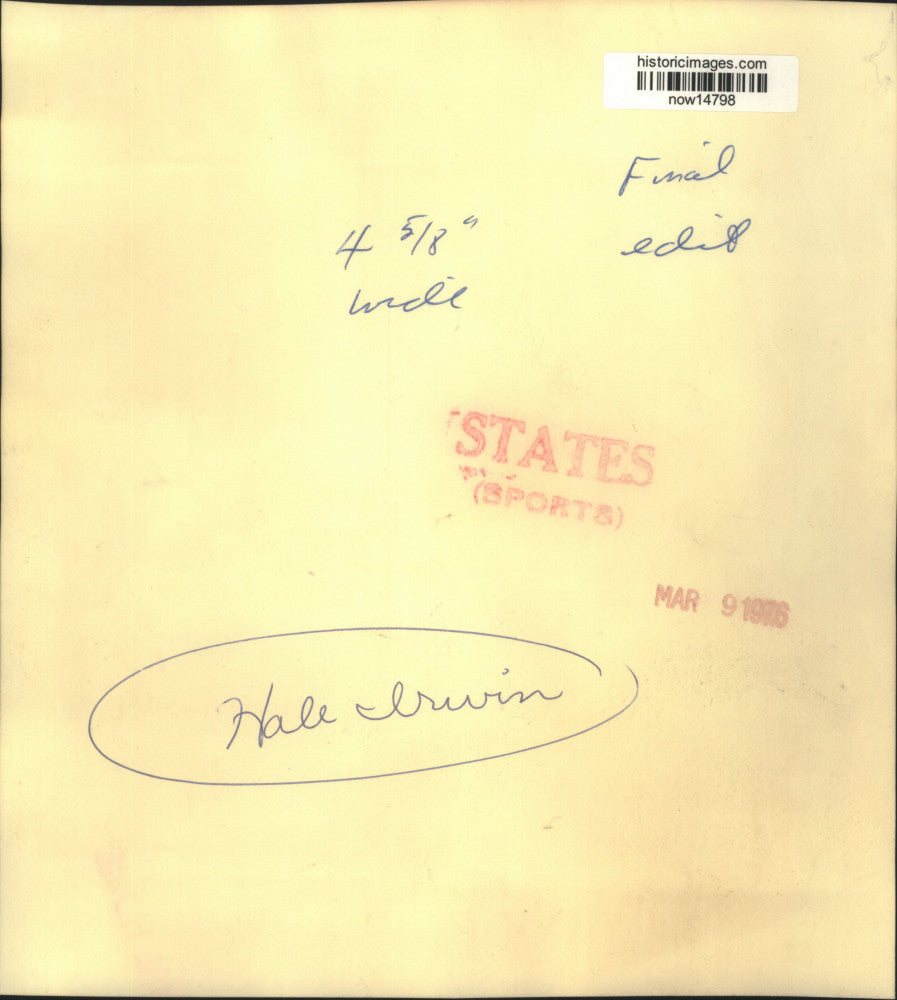 historicimages.com
now14798
Final
edit
4 5/8"
wide
STATES
(SPORTS)
MAR 9 1976
Hale Irwin